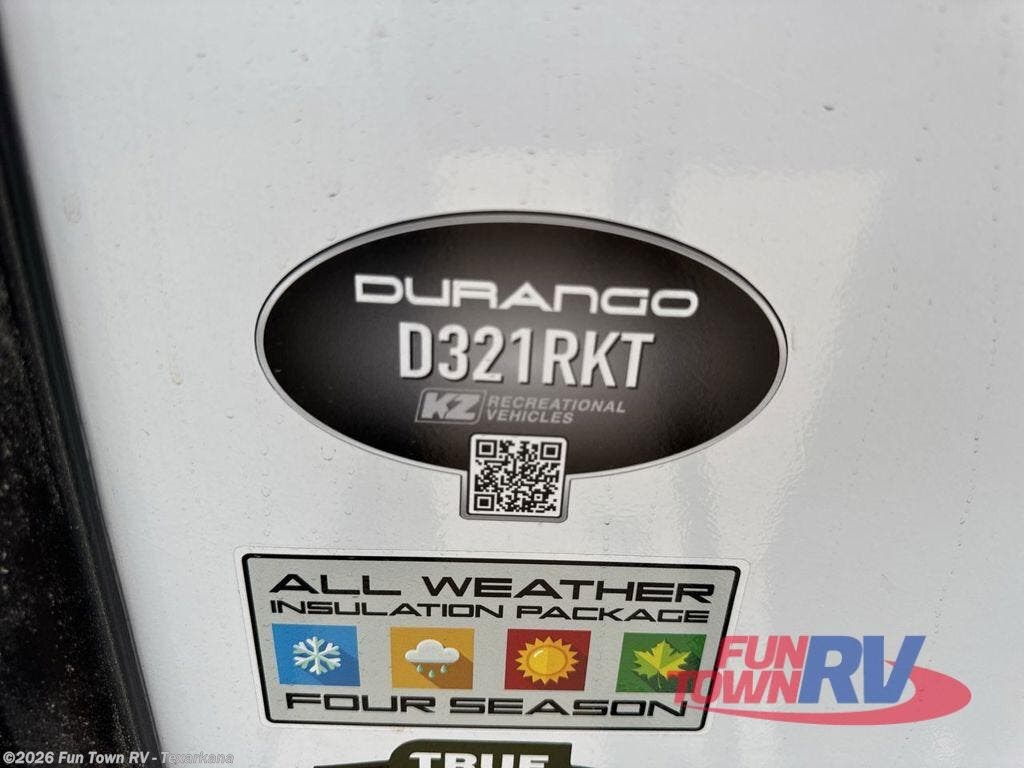 DURANGO
D321RKT
KZ RECREATIONAL
VEHICLES
ALL WEATHER
INSULATION PACKAGE
FOUR SEASON
FUN
TOWN RV
TRUE
©2026 Fun Town RV - Texarkana